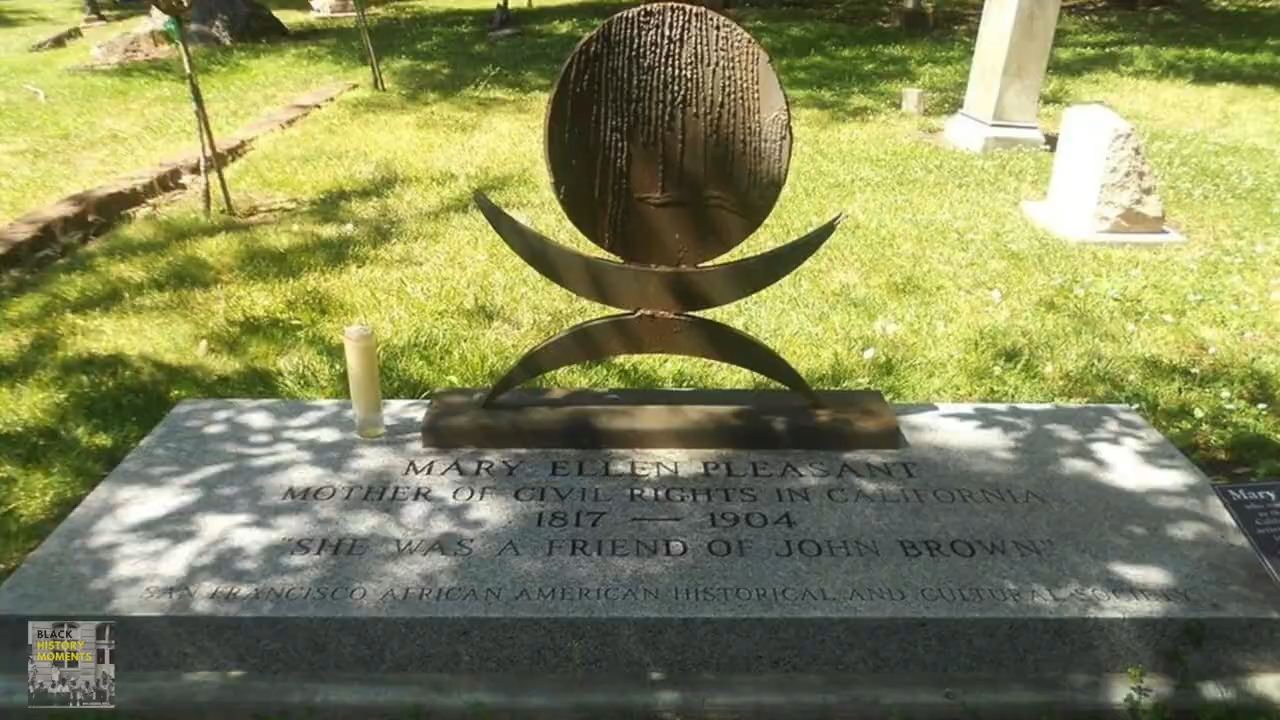 MARY ELLEN PLEASANT
MOTHER OF CIVIL RIGHTS IN CALIFORNIA
1817 — 1904
"SHE WAS A FRIEND OF JOHN BROWN"
SAN FRANCISCO AFRICAN AMERICAN HISTORICAL AND CULTURAL SOCIETY
Mary
BLACK
HISTORY
MOMENTS